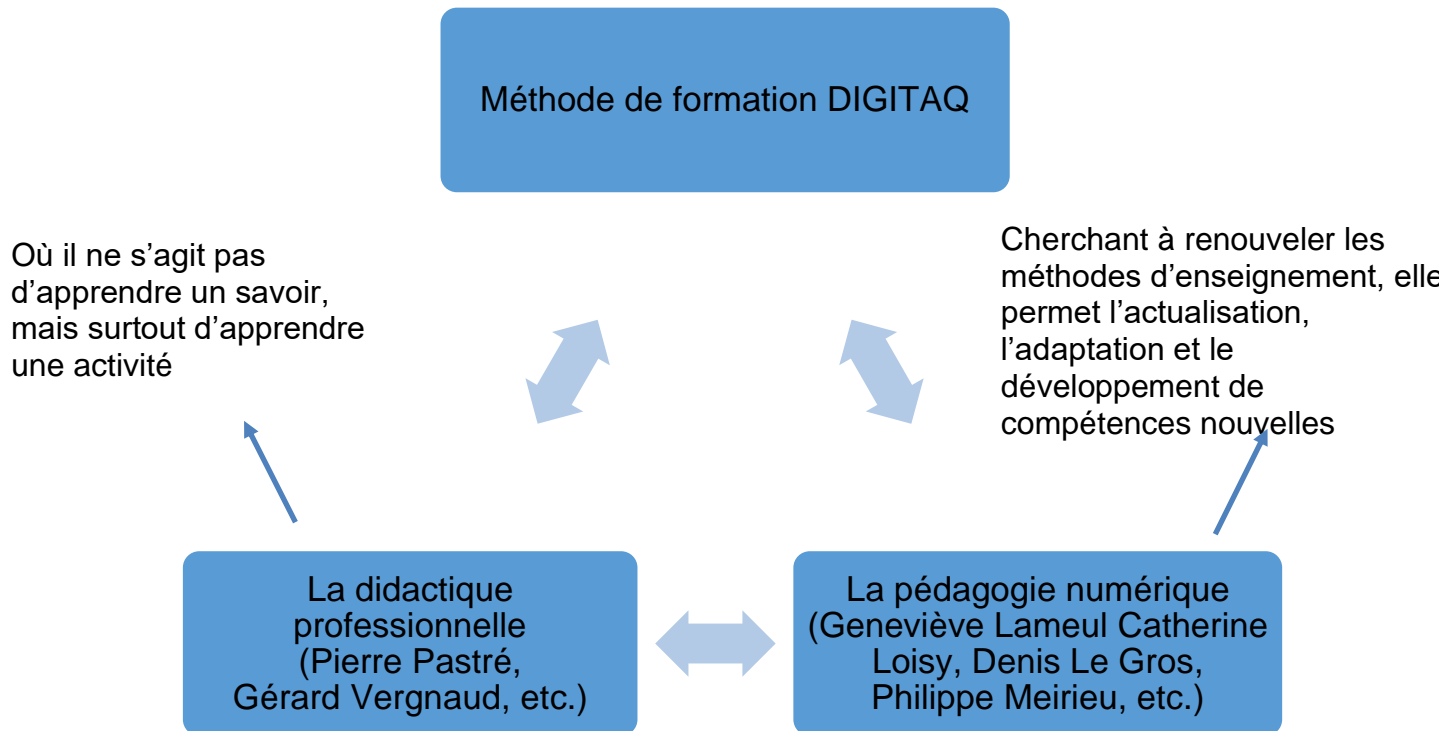 Méthode de formation DIGITAQ
Où il ne s’agit pas
d’apprendre un savoir,
mais surtout d’apprendre
une activité
Cherchant à renouveler les
méthodes d’enseignement, elle
permet l’actualisation,
l’adaptation et le
développement de
compétences nouvelles
La didactique
professionnelle
(Pierre Pastré,
Gérard Vergnaud, etc.)
La pédagogie numérique
(Geneviève Lameul Catherine
Loisy, Denis Le Gros,
Philippe Meirieu, etc.)